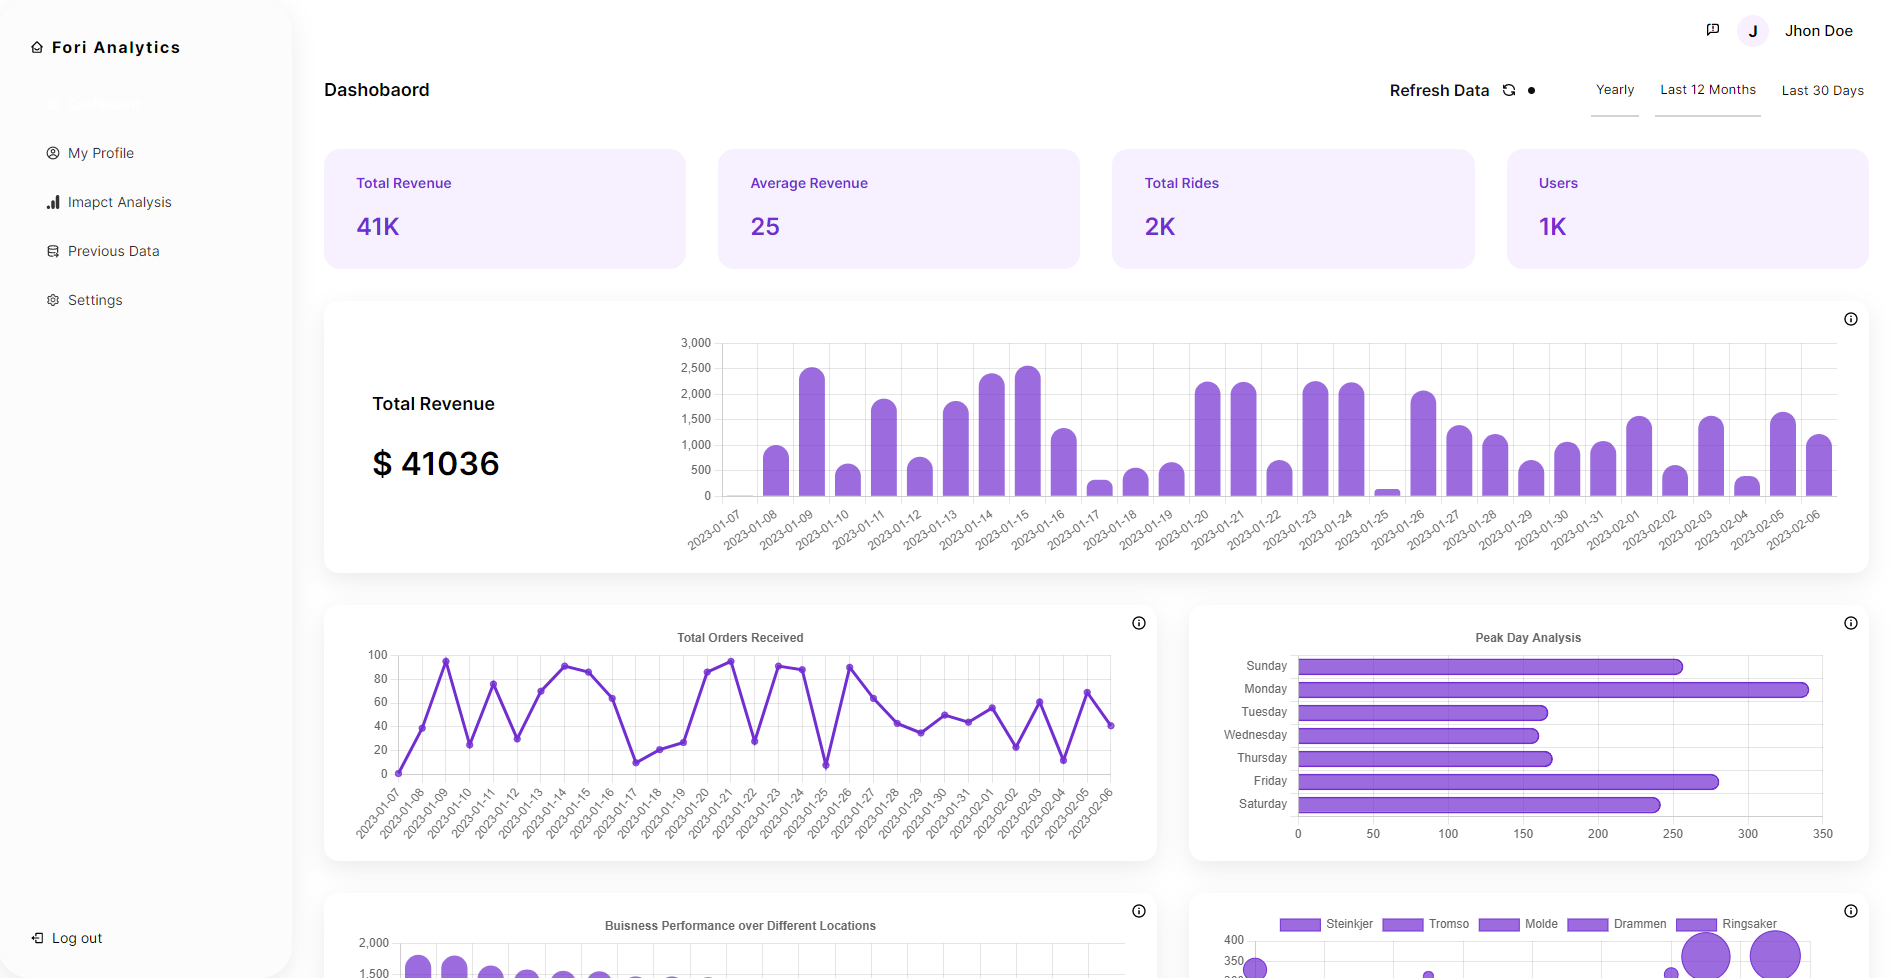 Fori Analytics
My Profile
Imapct Analysis
Previous Data
Settings
Log out
J
Jhon Doe
Dashobaord
Refresh Data
Yearly
Last 12 Months
Last 30 Days
Total Revenue
41K
Average Revenue
25
Total Rides
2K
Users
1K
Total Revenue
$ 41036
3,000
2,500
2,000
1,500
1,000
500
0
2023-01-07
2023-01-08
2023-01-09
2023-01-10
2023-01-11
2023-01-12
2023-01-13
2023-01-14
2023-01-15
2023-01-16
2023-01-17
2023-01-18
2023-01-19
2023-01-20
2023-01-21
2023-01-22
2023-01-23
2023-01-24
2023-01-25
2023-01-26
2023-01-27
2023-01-28
2023-01-29
2023-01-30
2023-01-31
2023-02-01
2023-02-02
2023-02-03
2023-02-04
2023-02-05
2023-02-06
Total Orders Received
100
80
60
40
20
0
2023-01-07
2023-01-08
2023-01-09
2023-01-10
2023-01-11
2023-01-12
2023-01-13
2023-01-14
2023-01-15
2023-01-16
2023-01-17
2023-01-18
2023-01-19
2023-01-20
2023-01-21
2023-01-22
2023-01-23
2023-01-24
2023-01-25
2023-01-26
2023-01-27
2023-01-28
2023-01-29
2023-01-30
2023-01-31
2023-02-01
2023-02-02
2023-02-03
2023-02-04
2023-02-05
2023-02-06
Peak Day Analysis
Sunday
Monday
Tuesday
Wednesday
Thursday
Friday
Saturday
0
50
100
150
200
250
300
350
Buisness Performance over Different Locations
2,000
1,500
Steinkjer
Tromso
Molde
Drammen
Ringsaker
400
350